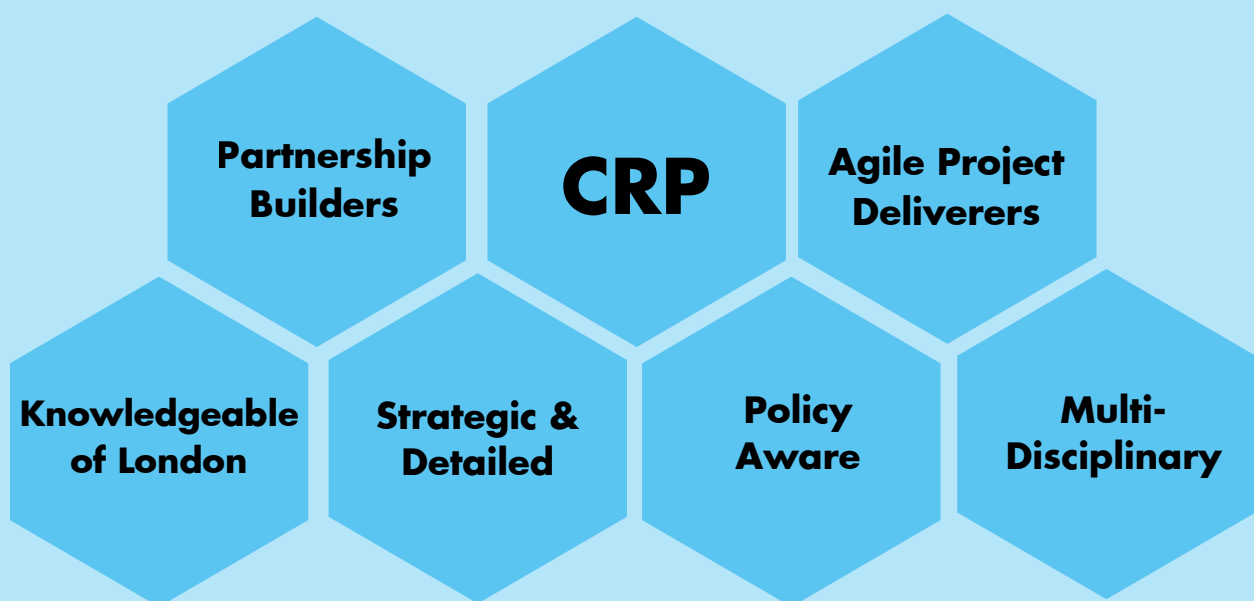 Partnership
Builders
CRP
Agile Project
Deliverers
Knowledgeable
of London
Strategic &
Detailed
Policy
Aware
Multi-
Disciplinary